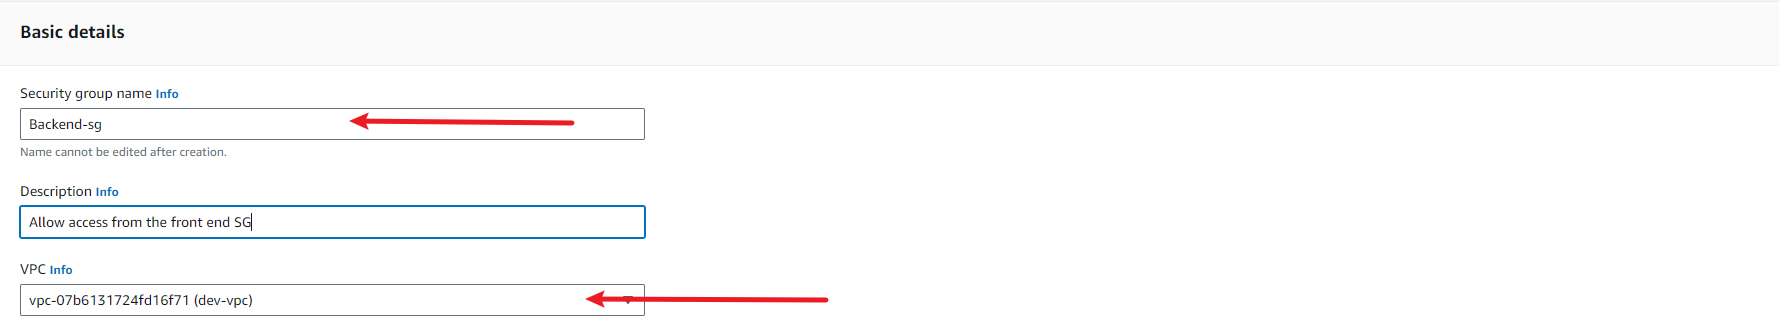 Basic details
Security group name Info
Backend-sg
Name cannot be edited after creation.
Description Info
Allow access from the front end SG
VPC Info
vpc-07b6131724fd16f71 (dev-vpc)